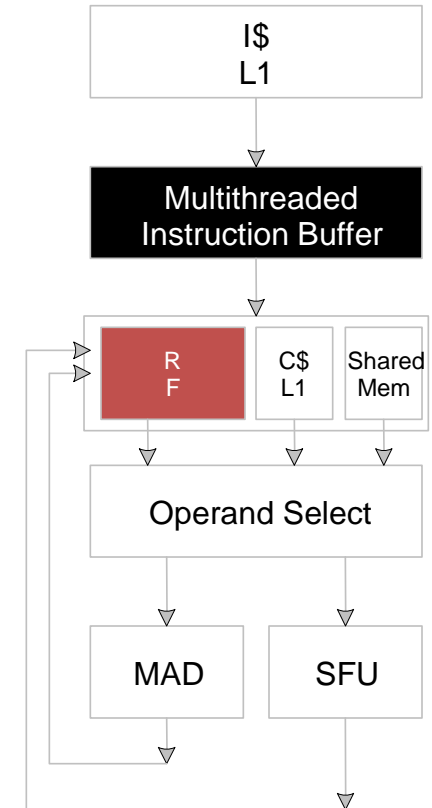 I$
L1
Multithreaded
Instruction Buffer
R
F
C$
L1
Shared
Mem
Operand Select
MAD
SFU